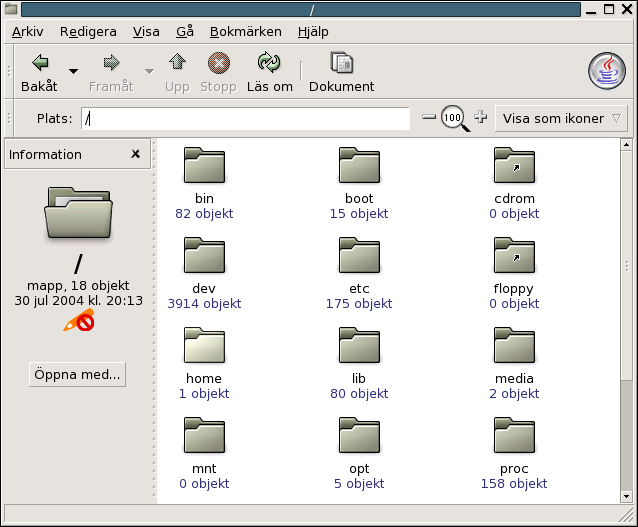 /
Arkiv Redigera Visa Gå Bokmärken Hjälp
Bakåt Framåt Upp Stopp Läs om Dokument
Plats: / 100 Visa som ikoner
Information
/
mapp, 18 objekt
30 jul 2004 kl. 20:13
Öppna med...
bin boot cdrom
82 objekt 15 objekt 0 objekt
dev etc floppy
3914 objekt 175 objekt 0 objekt
home lib media
1 objekt 80 objekt 2 objekt
mnt opt proc
0 objekt 5 objekt 158 objekt